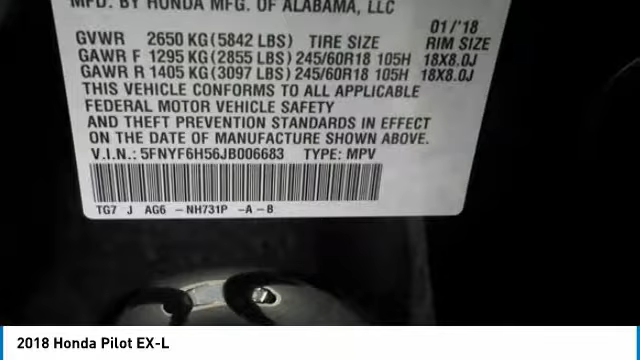 MFD. BY HONDA MFG. OF ALABAMA, LLC
01/'18
GVWR 2650 KG(5842 LBS) TIRE SIZE RIM SIZE
GAWR F 1295 KG(2855 LBS)245/60R18 105H 18X8.0J
GAWR R 1405 KG(3097 LBS)245/60R18 105H 18X8.0J
THIS VEHICLE CONFORMS TO ALL APPLICABLE
FEDERAL MOTOR VEHICLE SAFETY
AND THEFT PREVENTION STANDARDS IN EFFECT
ON THE DATE OF MANUFACTURE SHOWN ABOVE.
V.I.N.: 5FNYF6H56JB006683 TYPE: MPV
TG7 J AG6 -NH731P -A-B
2018 Honda Pilot EX-L